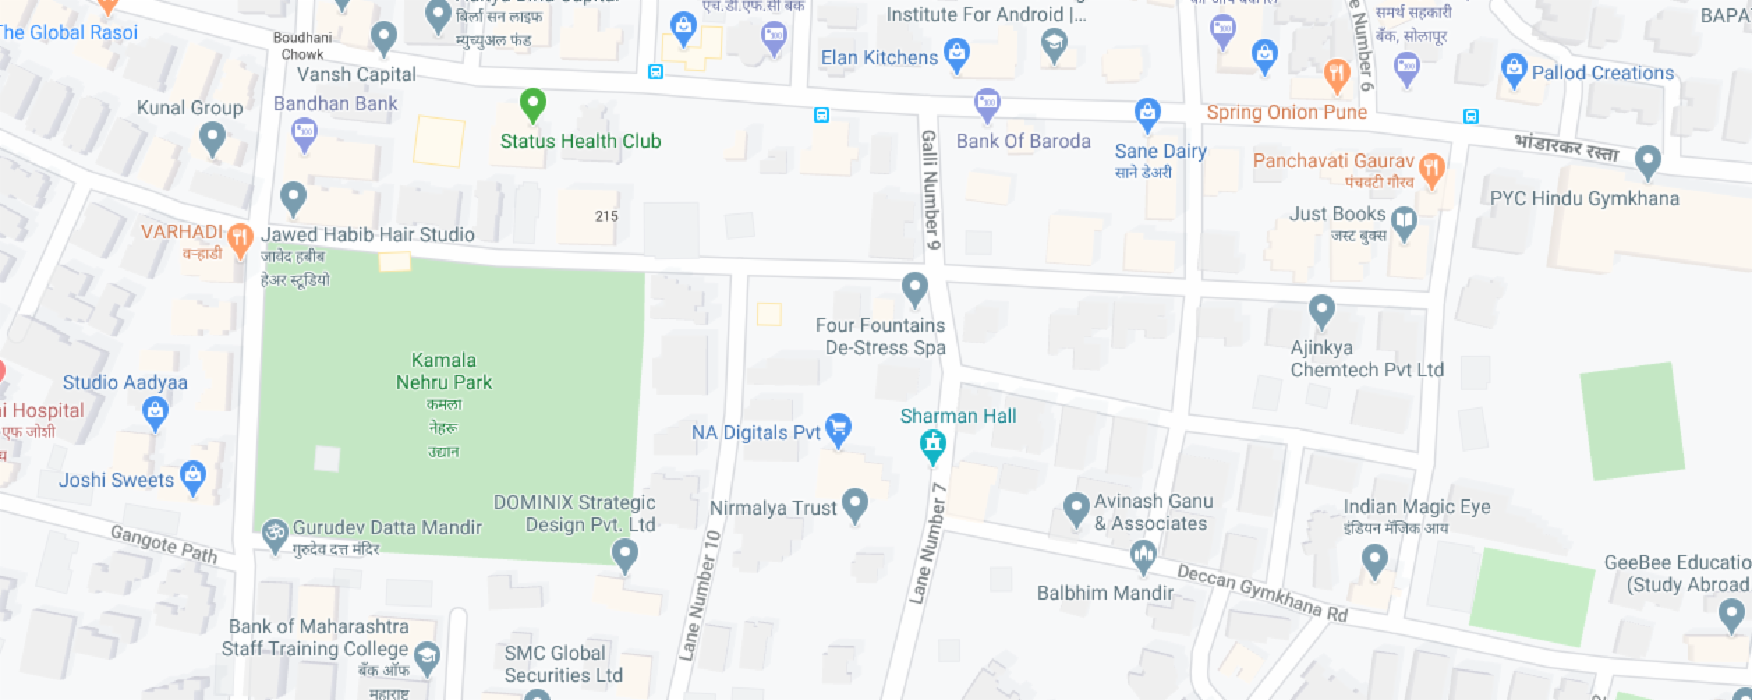 The Global Rasoi
Boudhani
Chowk
बिर्ला सन लाइफ
म्युच्युअल फंड
एच.डी.एफ.सी बँक
Institute For Android |...
Elan Kitchens
Number 6
समर्थ सहकारी
बँक, सोलापूर
BAPA
Pallod Creations
Vansh Capital
Kunal Group
Bandhan Bank
Status Health Club
Galli Number 9
Bank Of Baroda
Sane Dairy
साने डेअरी
Spring Onion Pune
भांडारकर रस्ता
Panchavati Gaurav
पंचवटी गौरव
PYC Hindu Gymkhana
Just Books
जस्ट बुक्स
215
VARHADI
वऱ्हाडी
Jawed Habib Hair Studio
जावेद हबीब
हेअर स्टूडियो
Four Fountains
De-Stress Spa
Ajinkya
Chemtech Pvt Ltd
Kamala
Nehru Park
कमला
नेहरू
उद्यान
Studio Aadyaa
i Hospital
एफ जोशी
Sharman Hall
NA Digitals Pvt
Joshi Sweets
DOMINIX Strategic
Design Pvt. Ltd
Nirmalya Trust
Lane Number 7
Avinash Ganu
& Associates
Indian Magic Eye
इंडियन मॅजिक आय
Gangote Path
Gurudev Datta Mandir
गुरुदेव दत्त मंदिर
Lane Number 10
Balbhim Mandir
Deccan Gymkhana Rd
GeeBee Educatio
(Study Abroad
Bank of Maharashtra
Staff Training College
बँक ऑफ
महाराष्ट्र
SMC Global
Securities Ltd